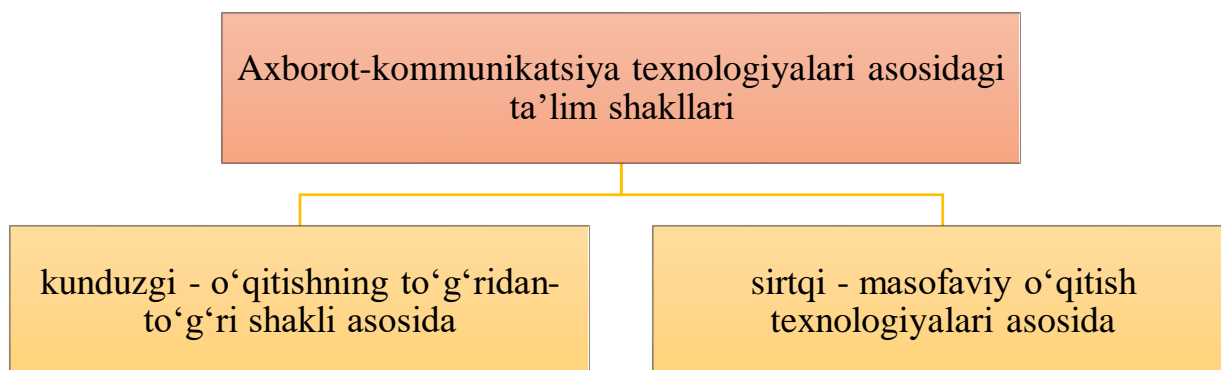 Axborot-kommunikatsiya texnologiyalari asosidagi
ta’lim shakllari
kunduzgi - o‘qitishning to‘g‘ridan-
to‘g‘ri shakli asosida
sirtqi - masofaviy o‘qitish
texnologiyalari asosida